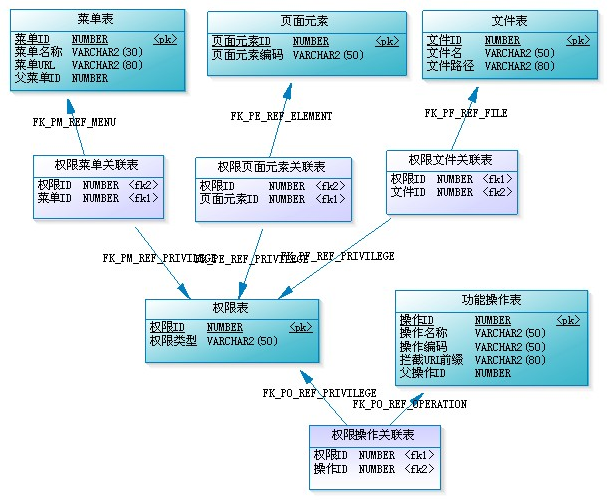 菜单表
菜单ID NUMBER <pk>
菜单名称 VARCHAR2(30)
菜单URL VARCHAR2(80)
父菜单ID NUMBER
页面元素
页面元素ID NUMBER <pk>
页面元素编码 VARCHAR2(50)
文件表
文件ID NUMBER <pk>
文件名 VARCHAR2(50)
文件路径 VARCHAR2(80)
FK_PM_REF_MENU
FK_PE_REF_ELEMENT
FK_PF_REF_FILE
权限菜单关联表
权限ID NUMBER <fk2>
菜单ID NUMBER <fk1>
权限页面元素关联表
权限ID NUMBER <fk2>
页面元素ID NUMBER <fk1>
权限文件关联表
权限ID NUMBER <fk1>
文件ID NUMBER <fk2>
FK_PM_REF_PRIVILEGE
FK_PE_REF_PRIVILEGE
FK_PF_REF_PRIVILEGE
权限表
权限ID NUMBER <pk>
权限类型 VARCHAR2(50)
功能操作表
操作ID NUMBER <pk>
操作名称 VARCHAR2(50)
操作编码 VARCHAR2(50)
拦截URI前缀 VARCHAR2(80)
父操作ID NUMBER
FK_PO_REF_PRIVILEGE
FK_PO_REF_OPERATION
权限操作关联表
权限ID NUMBER <fk1>
操作ID NUMBER <fk2>